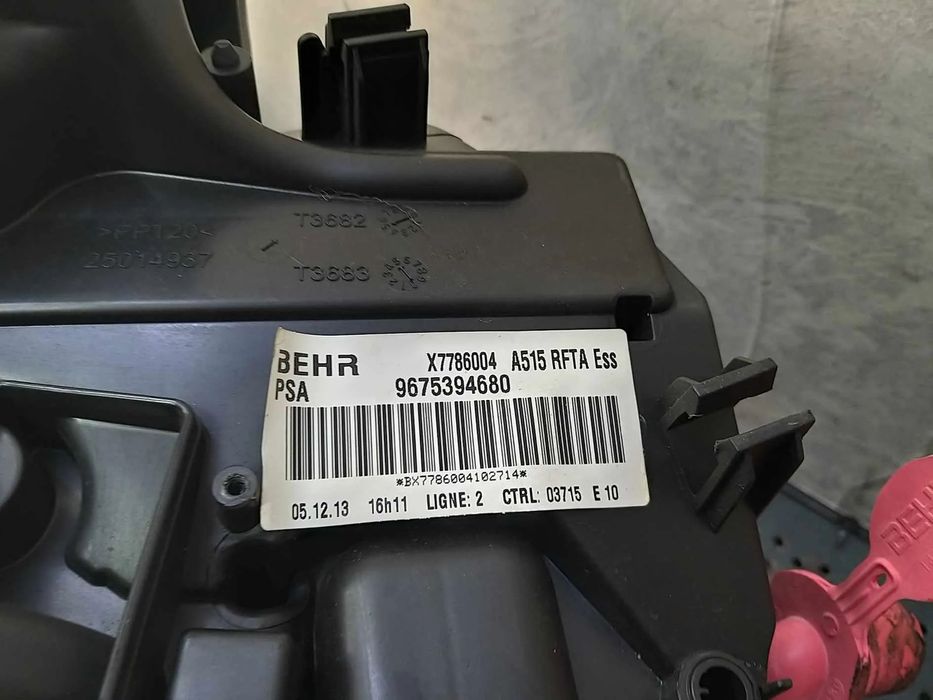 T3682
>PPT20<
25014937
T3683
BEHR X7786004 A515 RFTA Ess
PSA 9675394680
*BX7786004102714*
05.12.13 16h11 LIGNE: 2 CTRL: 03715 E 10
BEHR